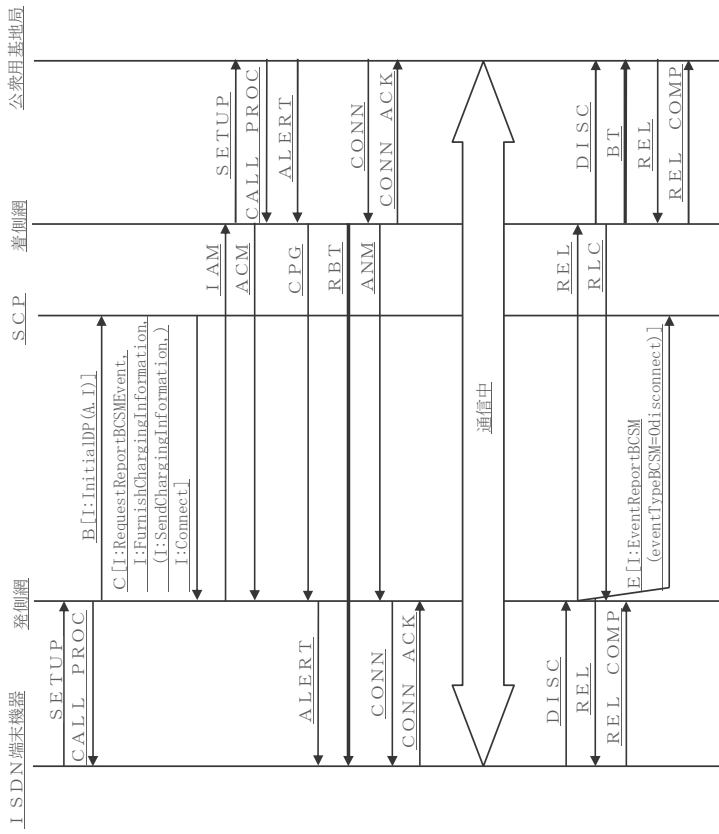 ＩＳＤＮ端末機器
発側網
ＳＣＰ
着側網
公衆用基地局
SETUP
CALL PROC
B[I:InitialDP(A.I)]
C[I:RequestReportBCSMEvent,
I:FurnishChargingInformation,
(I:SendChargingInformation,)
I:Connect]
IAM
SETUP
ACM
CALL PROC
ALERT
CPG
ALERT
RBT
CONN
ANM
CONN
CONN ACK
CONN ACK
通信中
DISC
REL
REL
RLC
REL COMP
DISC
BT
REL
REL COMP
E[I:EventReportBCSM
(eventTypeBCSM=Odisconnect)]